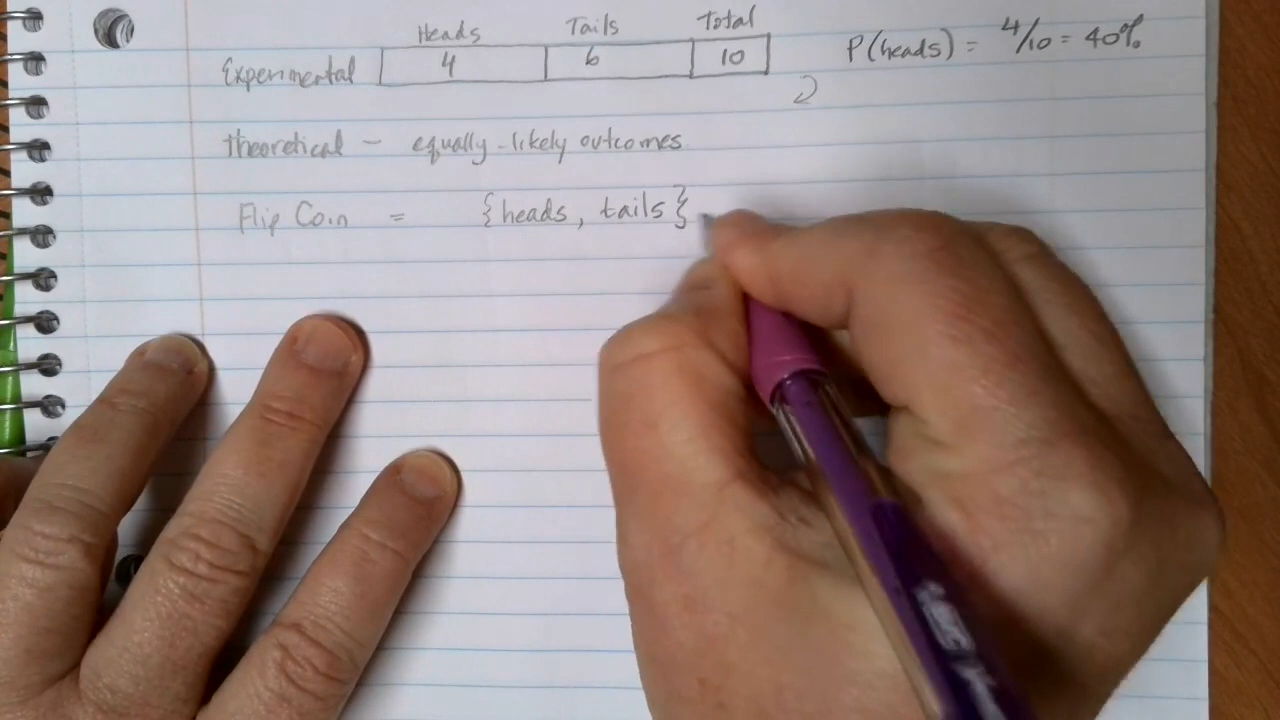 Heads Tails Total
Experimental 4 6 10 P(heads) = 4/10 = 40%
theoretical - equally-likely outcomes
Flip Coin = {heads, tails}